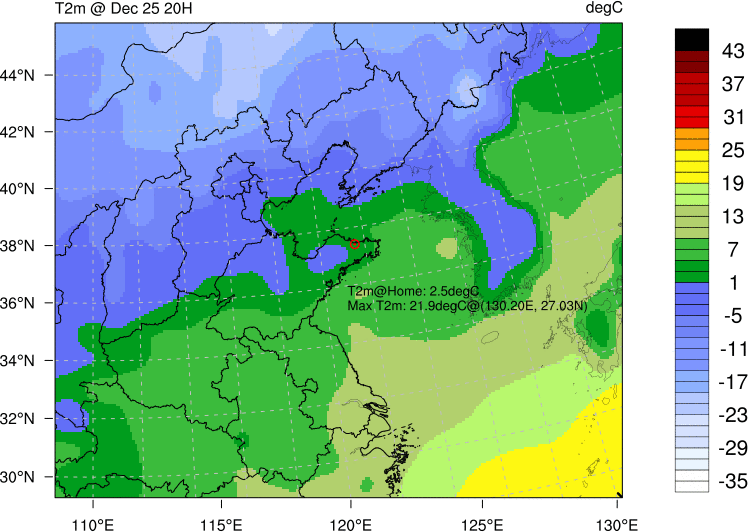 T2m @ Dec 25 20H
degC
44°N
42°N
40°N
38°N
36°N
34°N
32°N
30°N
T2m@Home: 2.5degC
Max T2m: 21.9degC@(130.20E, 27.03N)
110°E
115°E
120°E
125°E
130°E
43
37
31
25
19
13
7
1
-5
-11
-17
-23
-29
-35